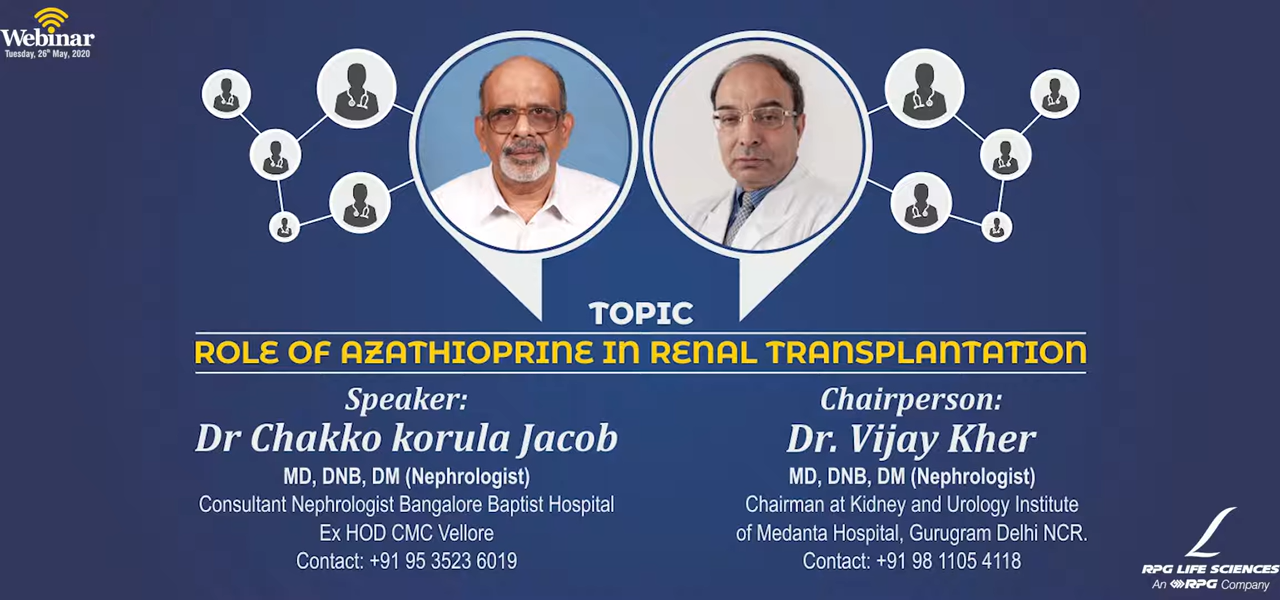 Webinar
Tuesday, 26th May, 2020
TOPIC
ROLE OF AZATHIOPRINE IN RENAL TRANSPLANTATION
Speaker:
Dr Chakko korula Jacob
MD, DNB, DM (Nephrologist)
Consultant Nephrologist Bangalore Baptist Hospital
Ex HOD CMC Vellore
Contact: +91 95 3523 6019
Chairperson:
Dr. Vijay Kher
MD, DNB, DM (Nephrologist)
Chairman at Kidney and Urology Institute
of Medanta Hospital, Gurugram Delhi NCR.
Contact: +91 98 1105 4118
RPG LIFE SCIENCES
An RPG Company